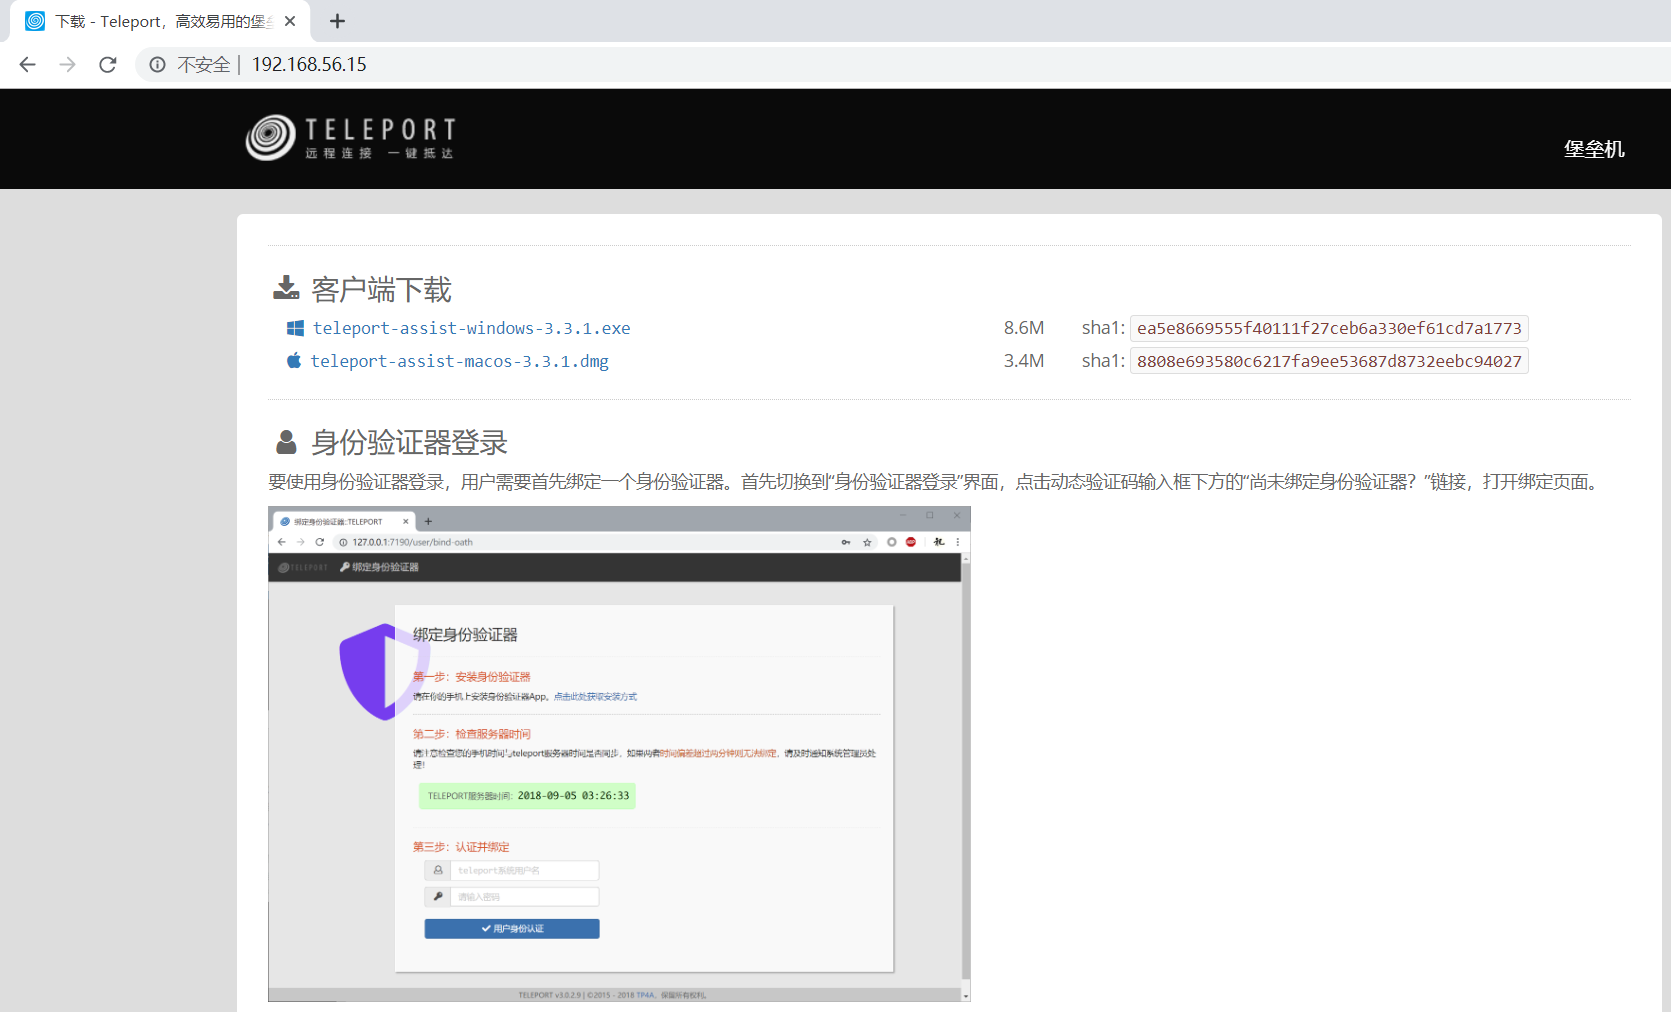 下载 - Teleport，高效易用的堡垒
不安全 | 192.168.56.15
TELEPORT
远程连接 一键抵达
堡垒机
客户端下载
teleport-assist-windows-3.3.1.exe 8.6M sha1: ea5e8669555f40111f27ceb6a330ef61cd7a1773
teleport-assist-macos-3.3.1.dmg 3.4M sha1: 8808e693580c6217fa9ee53687d8732eebc94027
身份验证器登录
要使用身份验证器登录，用户需要首先绑定一个身份验证器。首先切换到“身份验证器登录”界面，点击动态验证码输入框下方的“尚未绑定身份验证器？”链接，打开绑定页面。
绑定身份验证器::TELEPORT
127.0.0.1:7190/user/bind-oath
ABP
TELEPORT 绑定身份验证器
绑定身份验证器
第一步：安装身份验证器
请在你的手机上安装身份验证器App。点击此处获取安装方式
第二步：检查服务器时间
请注意检查您的手机时间与teleport服务器时间是否同步，如果两者时间偏差超过两分钟则无法绑定，请及时通知系统管理员处
理！
TELEPORT服务器时间：2018-09-05 03:26:33
第三步：认证并绑定
teleport系统用户名
请输入密码
用户身份认证
TELEPORT v3.0.2.9 | ©2015 - 2018 TP4A，保留所有权利。